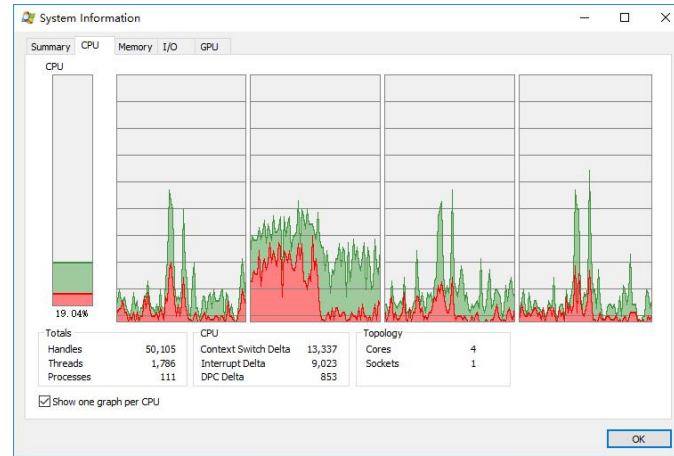 System Information
Summary CPU Memory I/O GPU
CPU
19.04%
Totals
Handles 50,105
Threads 1,786
Processes 111
CPU
Context Switch Delta 13,337
Interrupt Delta 9,023
DPC Delta 853
Topology
Cores 4
Sockets 1
Show one graph per CPU
OK